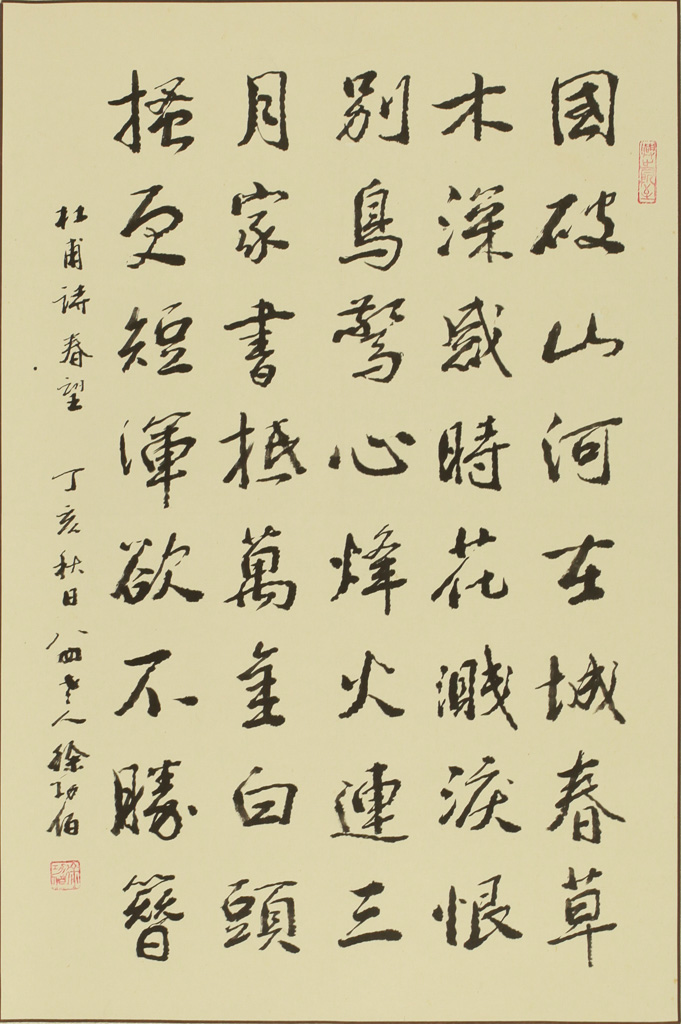 國破山河在城春草
木深感時花濺淚恨
別鳥驚心烽火連三
月家書抵萬金白頭
搔更短渾欲不勝簪
杜甫詩春望 丁亥秋日 八四老人徐功伯